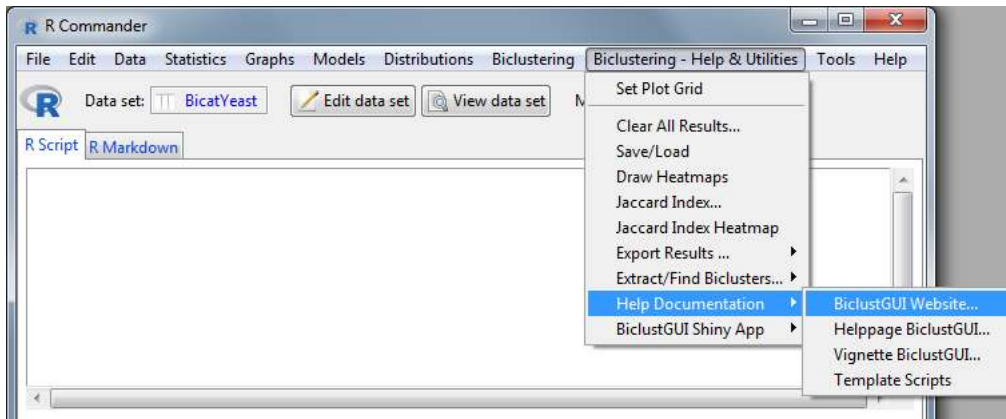 R Commander
File Edit Data Statistics Graphs Models Distributions Biclustering Biclustering - Help & Utilities Tools Help
R Data set: BicatYeast Edit data set View data set M
R Script R Markdown
Set Plot Grid
Clear All Results...
Save/Load
Draw Heatmaps
Jaccard Index...
Jaccard Index Heatmap
Export Results ...
Extract/Find Biclusters...
Help Documentation
BiclustGUI Shiny App
BiclustGUI Website...
Helppage BiclustGUI...
Vignette BiclustGUI...
Template Scripts